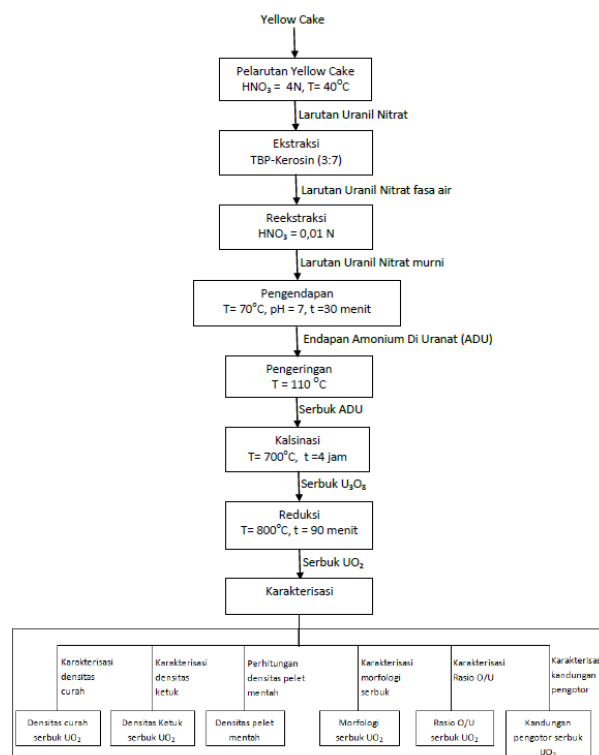 Yellow Cake
Pelarutan Yellow Cake
HNO₃ = 4N, T= 40°C
Larutan Uranil Nitrat
Ekstraksi
TBP-Kerosin (3:7)
Larutan Uranil Nitrat fasa air
Reekstraksi
HNO₃ = 0,01 N
Larutan Uranil Nitrat murni
Pengendapan
T= 70°C, pH = 7, t =30 menit
Endapan Amonium Di Uranat (ADU)
Pengeringan
T = 110 °C
Serbuk ADU
Kalsinasi
T= 700°C, t =4 jam
Serbuk U₃O₈
Reduksi
T= 800°C, t = 90 menit
Serbuk UO₂
Karakterisasi
Karakterisasi
densitas
curah
Karakterisasi
densitas
ketuk
Perhitungan
densitas pelet
mentah
Karakterisasi
morfologi
serbuk
Karakterisasi
Rasio O/U
Karakterisas
kandungan
pengotor
Densitas curah
serbuk UO₂
Densitas Ketuk
serbuk UO₂
Densitas pelet
mentah
Morfologi
serbuk UO₂
Rasio O/U
serbuk UO₂
Kandungan
pengotor serbuk
UO₂